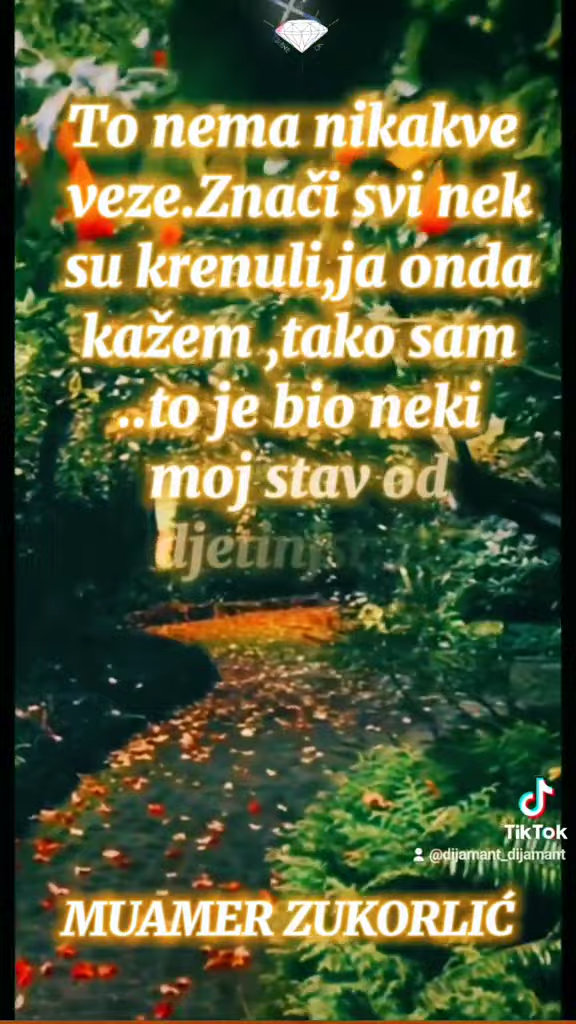 To nema nikakve
veze.Znači svi nek
su krenuli,ja onda
kažem ,tako sam
..to je bio neki
moj stav od
TikTok
@dijamant_dijamant
MUAMER ZUKORLIĆ